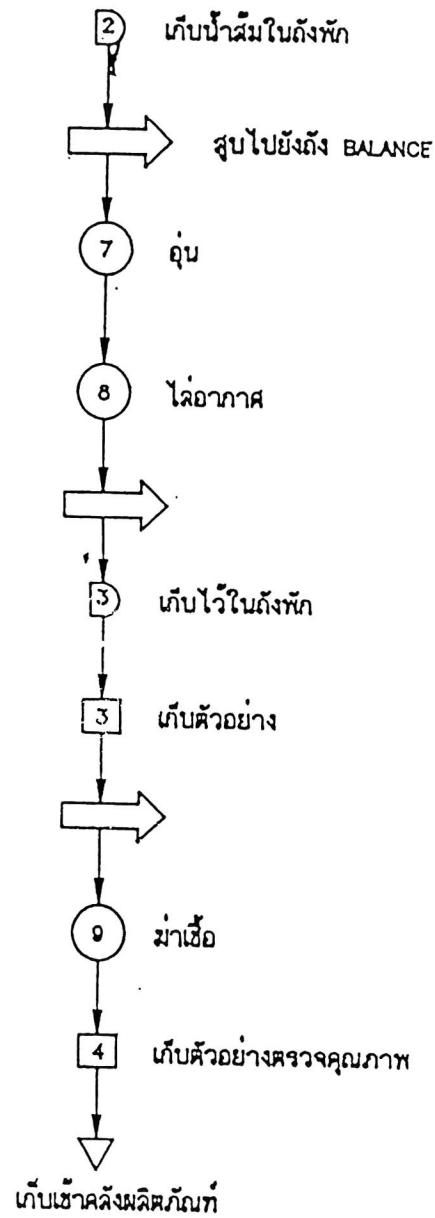 2 เก็บน้ำส้มในถังพัก
สูบไปยังถัง BALANCE
7 อุ่น
8 ไล่อากาศ
3 เก็บไว้ในถังพัก
3 เก็บตัวอย่าง
9 ฆ่าเชื้อ
4 เก็บตัวอย่างตรวจคุณภาพ
เก็บเข้าคลังผลิตภัณฑ์